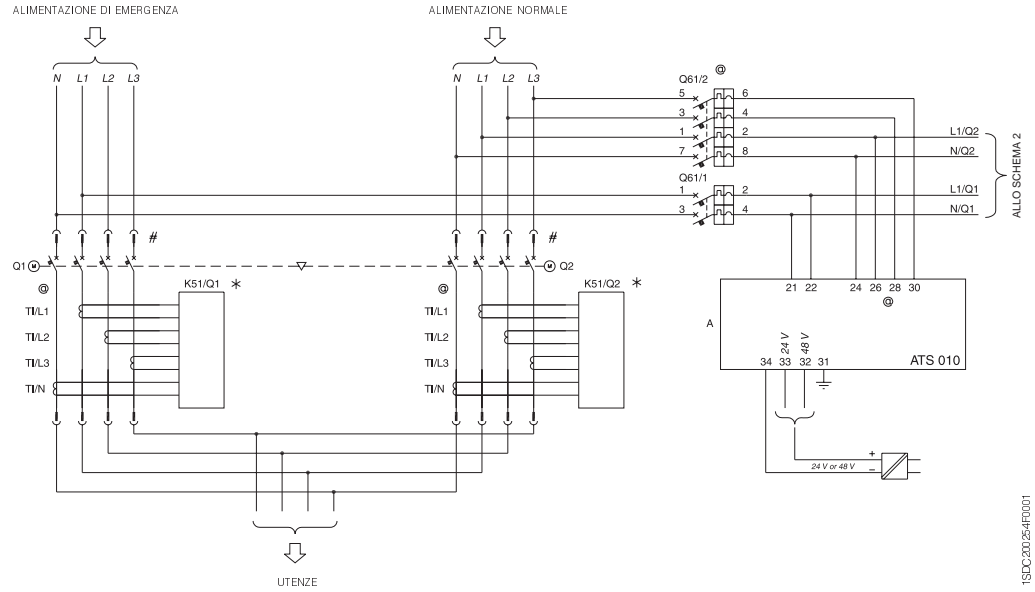 ALIMENTAZIONE DI EMERGENZA
ALIMENTAZIONE NORMALE
N L1 L2 L3
N L1 L2 L3
Q61/2
@
5 6
3 4
1 2
7 8
L1/Q2
N/Q2
Q61/1
1 2
3 4
L1/Q1
N/Q1
ALLO SCHEMA 2
#
#
Q1 M
M Q2
@
K51/Q1 *
@
K51/Q2 *
TI/L1
TI/L2
TI/L3
TI/N
TI/L1
TI/L2
TI/L3
TI/N
21 22 24 26 28 30
@
A
24 V
48 V
34 33 32 31
ATS 010
+
24 V or 48 V
–
UTENZE
1SDC200254F0001